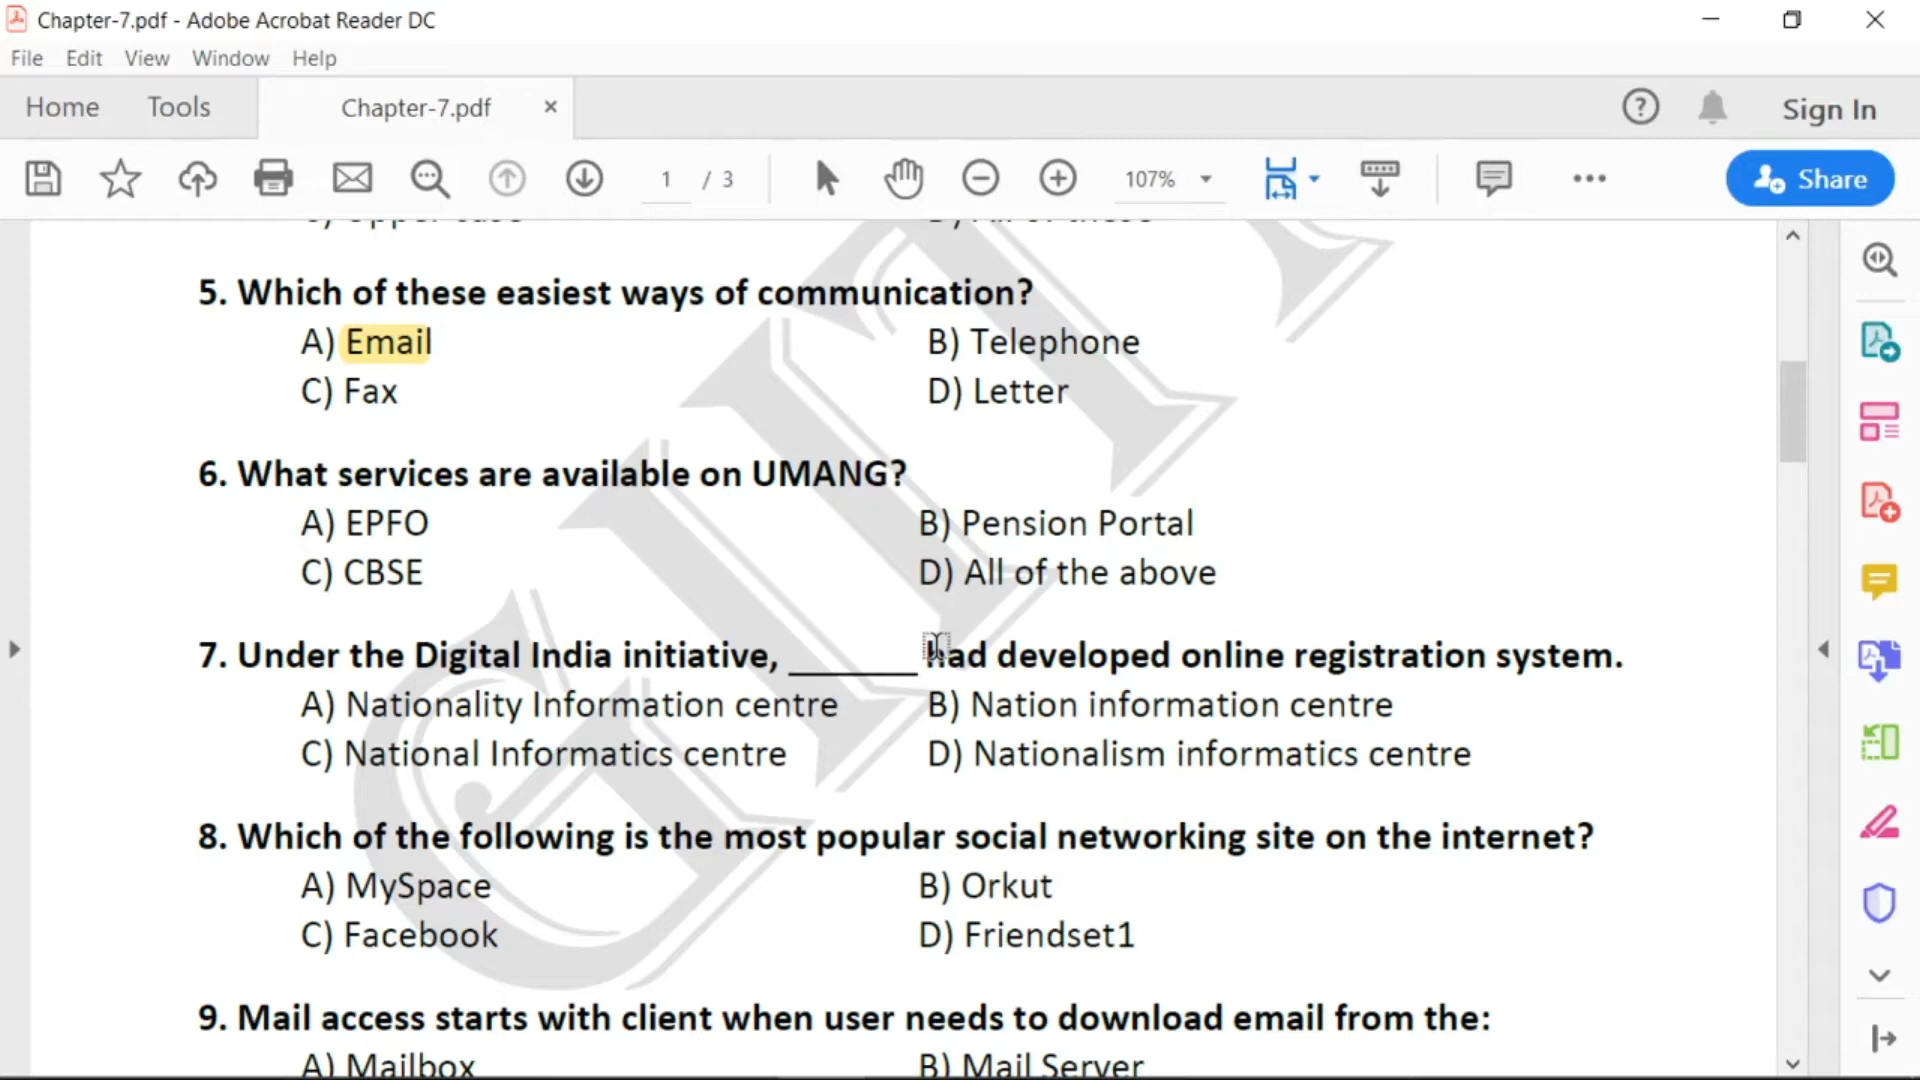 Chapter-7.pdf - Adobe Acrobat Reader DC
File Edit View Window Help
Home Tools Chapter-7.pdf × Sign In
1 / 3 107% Share
5. Which of these easiest ways of communication?
A) Email B) Telephone
C) Fax D) Letter
6. What services are available on UMANG?
A) EPFO B) Pension Portal
C) CBSE D) All of the above
7. Under the Digital India initiative, _______ had developed online registration system.
A) Nationality Information centre B) Nation information centre
C) National Informatics centre D) Nationalism informatics centre
8. Which of the following is the most popular social networking site on the internet?
A) MySpace B) Orkut
C) Facebook D) Friendset1
9. Mail access starts with client when user needs to download email from the:
A) Mailbox B) Mail Server